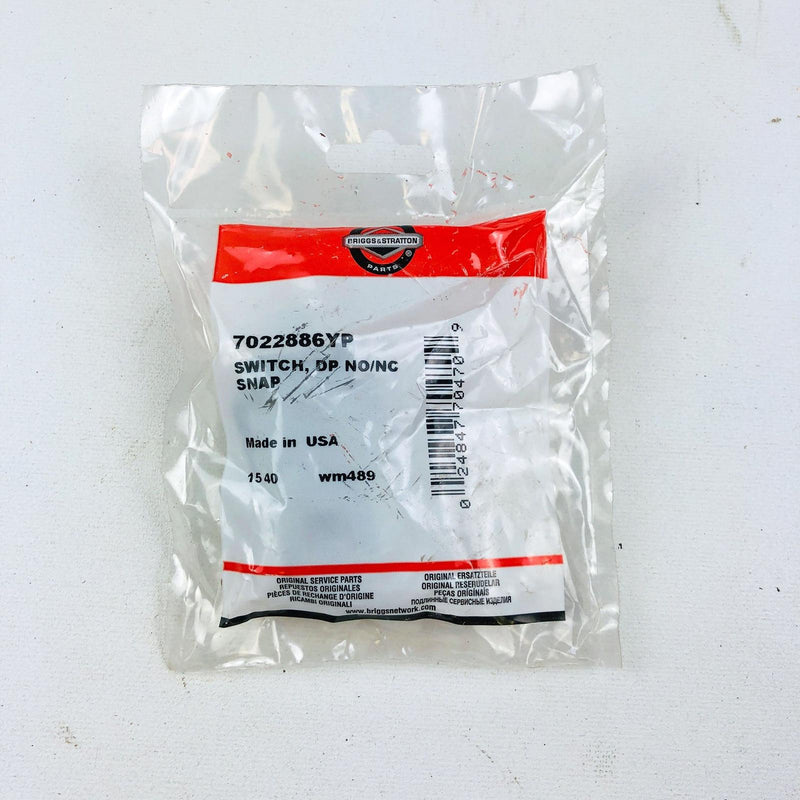 BRIGGS & STRATTON
PARTS
®
7022886YP
SWITCH, DP NO/NC
SNAP
Made in USA
1540 wm489
0 24847 70470 9
ORIGINAL SERVICE PARTS
REPUESTOS ORIGINALES
PIÈCES DE RECHANGE D'ORIGINE
RICAMBI ORIGINALI
ORIGINAL ERSATZTEILE
ORIGINAL RESERVDELAR
PEÇAS ORIGINAIS
ПОДЛИННЫЕ СЕРВИСНЫЕ ИЗДЕЛИЯ
www.briggsnetwork.com